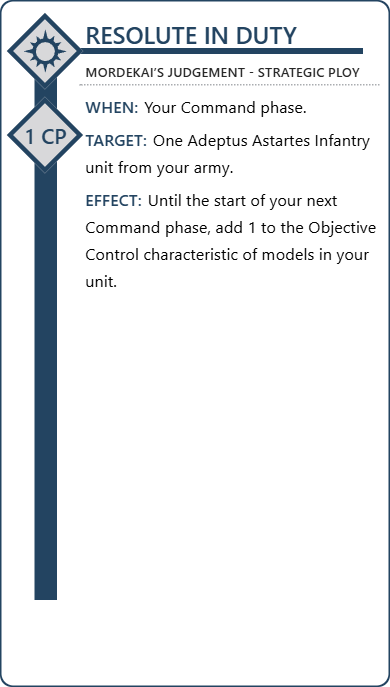 RESOLUTE IN DUTY
MORDEKAI'S JUDGEMENT - STRATEGIC PLOY
WHEN: Your Command phase.
1 CP
TARGET: One Adeptus Astartes Infantry
unit from your army.
EFFECT: Until the start of your next
Command phase, add 1 to the Objective
Control characteristic of models in your
unit.